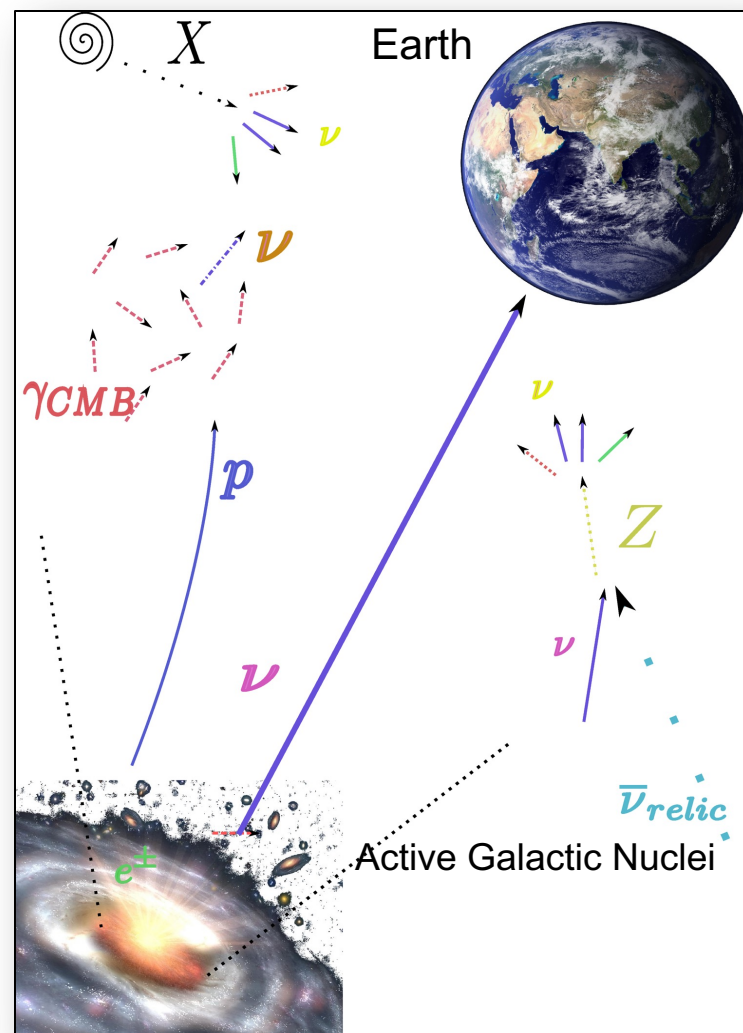 X
Earth
ν
ν
γCMB
p
ν
Z
ν
ν
ν̅relic
e±
Active Galactic Nuclei